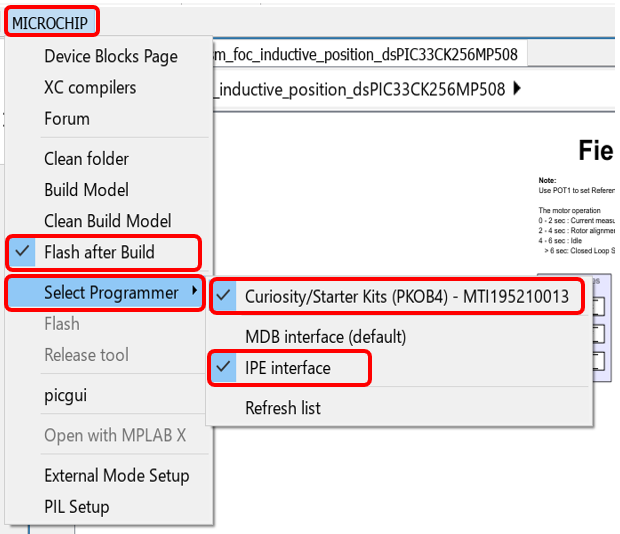 MICROCHIP
Device Blocks Page
XC compilers
Forum
Clean folder
Build Model
Clean Build Model
Flash after Build
Select Programmer
Flash
Release tool
picgui
Open with MPLAB X
External Mode Setup
PIL Setup
Curiosity/Starter Kits (PKOB4) - MTI195210013
MDB interface (default)
IPE interface
Refresh list
m_foc_inductive_position_dsPIC33CK256MP508
_inductive_position_dsPIC33CK256MP508
Fie
Note:
Use POT1 to set Referen
The motor operation
0 - 2 sec : Current measu
2 - 4 sec : Rotor alignme
4 - 6 sec : Idle
> 6 sec: Closed Loop S